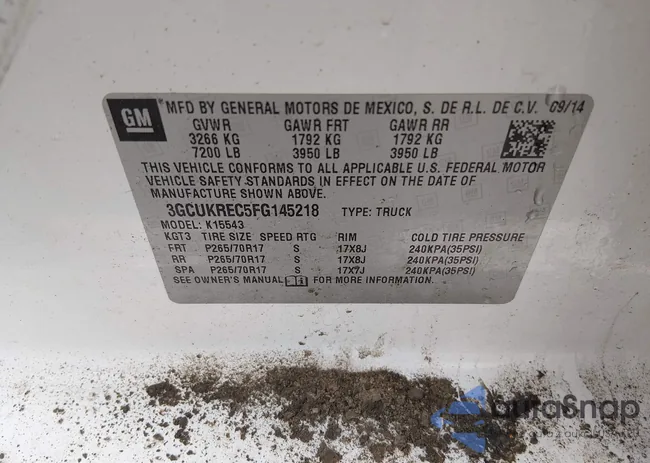 GM MFD BY GENERAL MOTORS DE MEXICO, S. DE R.L. DE C.V. 09/14
GVWR GAWR FRT GAWR RR
3266 KG 1792 KG 1792 KG
7200 LB 3950 LB 3950 LB
THIS VEHICLE CONFORMS TO ALL APPLICABLE U.S. FEDERAL MOTOR
VEHICLE SAFETY STANDARDS IN EFFECT ON THE DATE OF
MANUFACTURE SHOWN ABOVE.
3GCUKREC5FG145218 TYPE: TRUCK
MODEL: K15543
KGT3 TIRE SIZE SPEED RTG RIM COLD TIRE PRESSURE
FRT P265/70R17 S 17X8J 240KPA(35PSI)
RR P265/70R17 S 17X8J 240KPA(35PSI)
SPA P265/70R17 S 17X7J 240KPA(35PSI)
SEE OWNER'S MANUAL FOR MORE INFORMATION.
AuraSnap